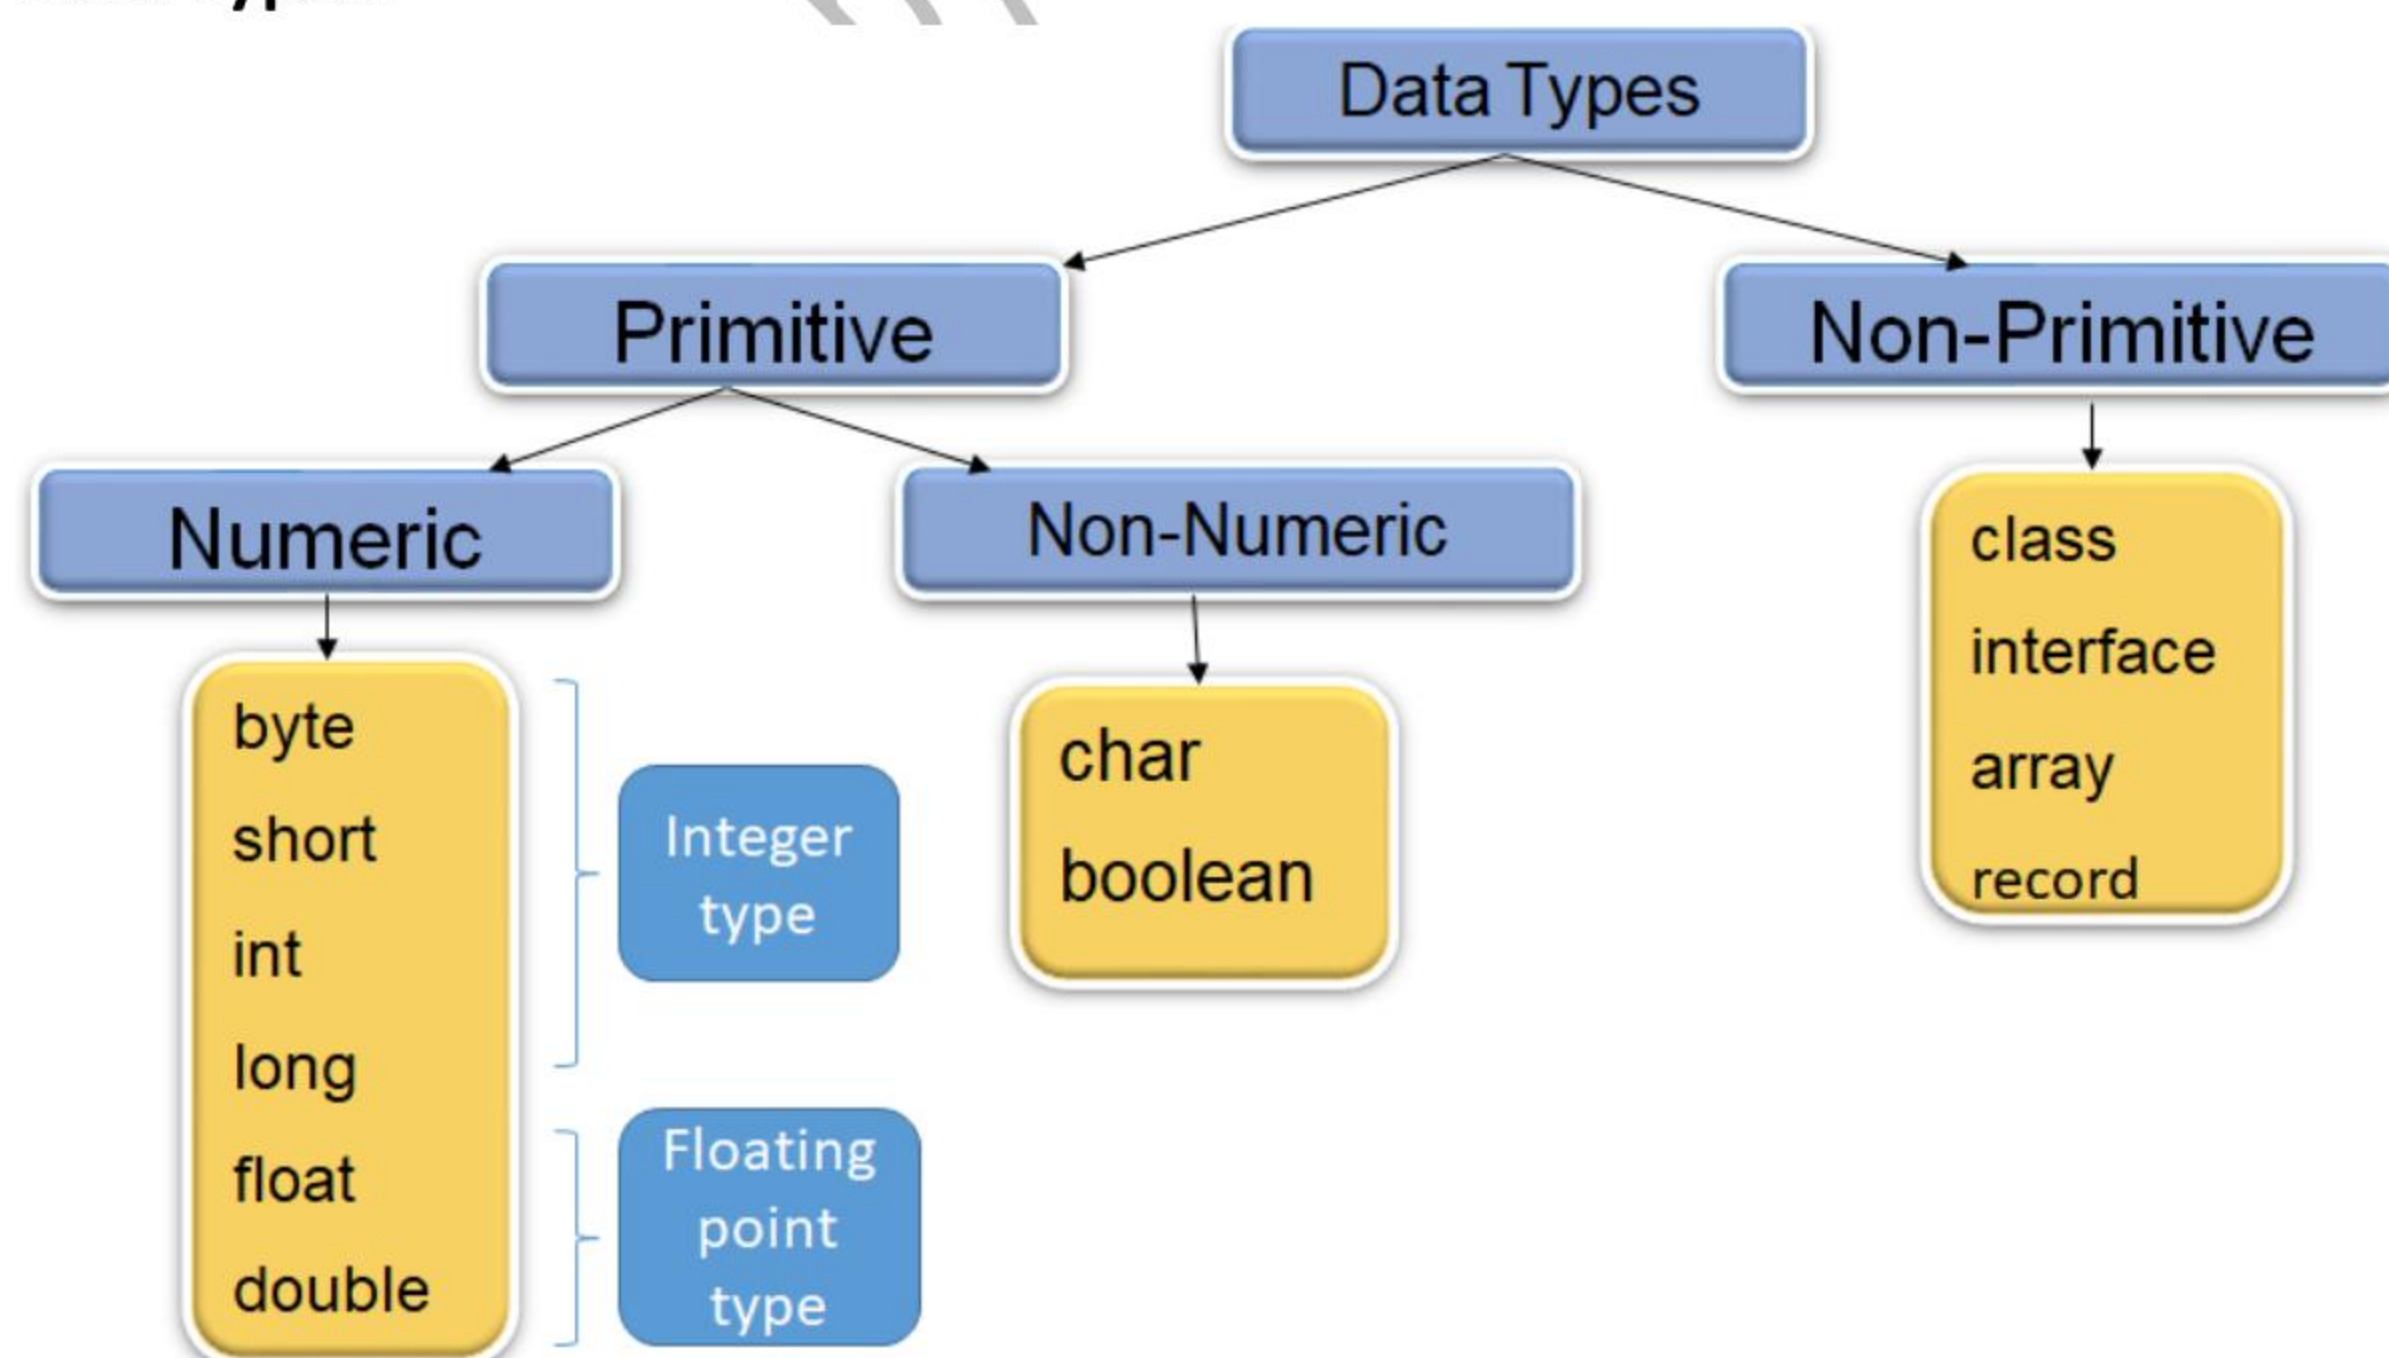 Data Types
Primitive
Non-Primitive
Numeric
Non-Numeric
class
interface
array
record
byte
short
int
long
float
double
Integer
type
Floating
point
type
char
boolean